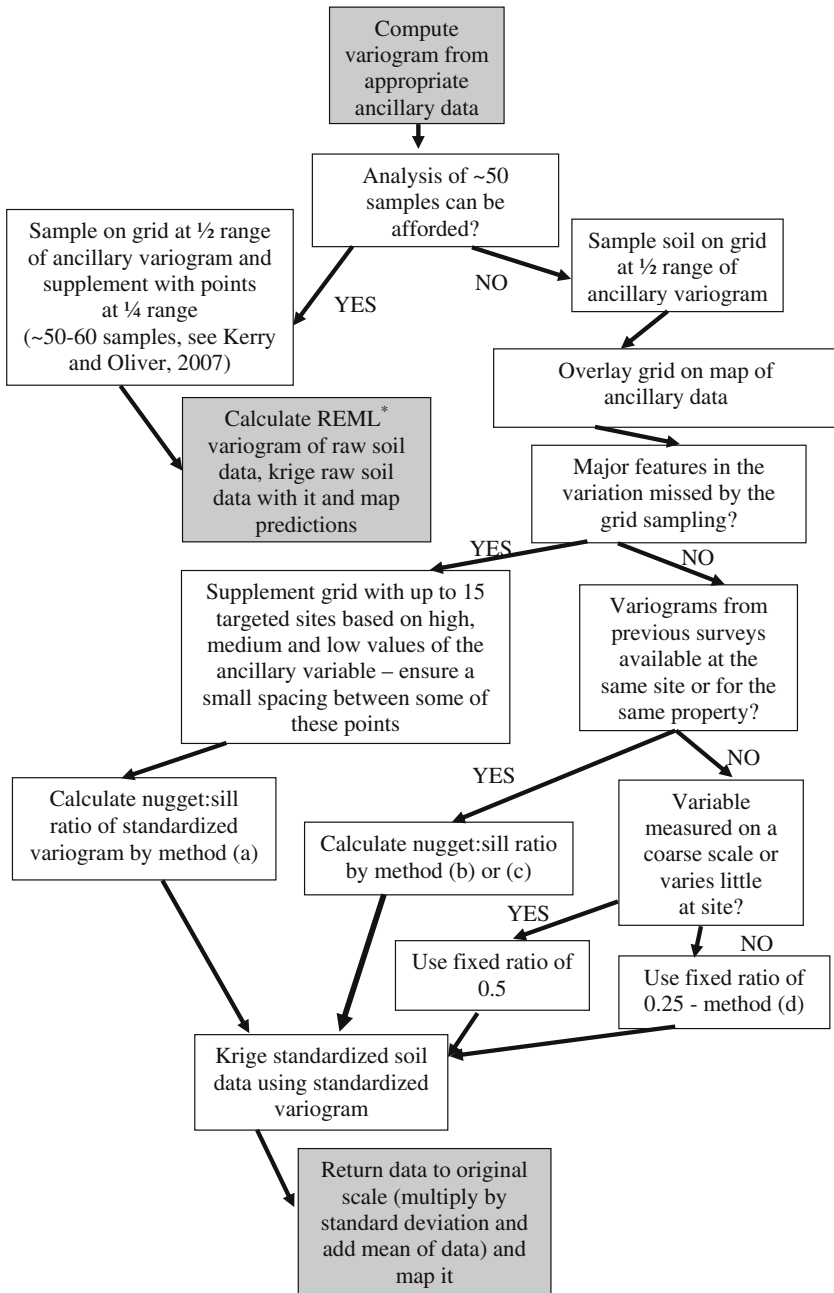 Compute
variogram from
appropriate
ancillary data
Analysis of ~50
samples can be
afforded?
Sample on grid at ½ range
of ancillary variogram and
supplement with points
at ¼ range
(~50-60 samples, see Kerry
and Oliver, 2007)
YES
NO
Sample soil on grid
at ½ range of
ancillary variogram
Overlay grid on map of
ancillary data
Calculate REML*
variogram of raw soil
data, krige raw soil
data with it and map
predictions
Major features in the
variation missed by the
grid sampling?
YES
NO
Supplement grid with up to 15
targeted sites based on high,
medium and low values of the
ancillary variable – ensure a
small spacing between some of
these points
Variograms from
previous surveys
available at the
same site or for the
same property?
YES
NO
Calculate nugget:sill
ratio of standardized
variogram by method (a)
Calculate nugget:sill ratio
by method (b) or (c)
Variable
measured on a
coarse scale or
varies little
at site?
YES
NO
Use fixed ratio of
0.5
Use fixed ratio of
0.25 - method (d)
Krige standardized soil
data using standardized
variogram
Return data to original
scale (multiply by
standard deviation and
add mean of data) and
map it